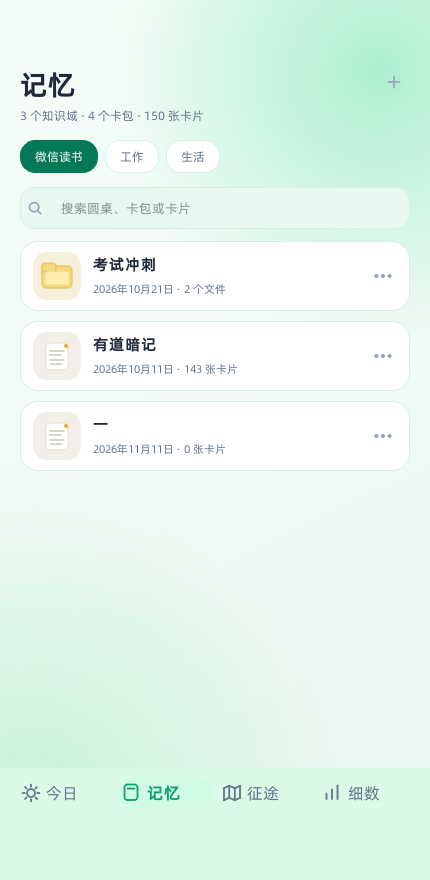 记忆
3 个知识域 · 4 个卡包 · 150 张卡片
微信读书 工作 生活
搜索圆桌、卡包或卡片
考试冲刺
2026年10月21日 · 2 个文件
有道暗记
2026年10月11日 · 143 张卡片
一
2026年11月11日 · 0 张卡片
今日 记忆 征途 细数